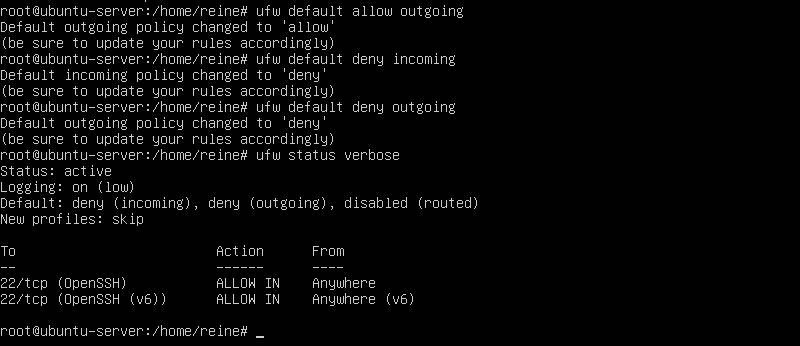 root@ubuntu-server:/home/reine# ufw default allow outgoing
Default outgoing policy changed to 'allow'
(be sure to update your rules accordingly)
root@ubuntu-server:/home/reine# ufw default deny incoming
Default incoming policy changed to 'deny'
(be sure to update your rules accordingly)
root@ubuntu-server:/home/reine# ufw default deny outgoing
Default outgoing policy changed to 'deny'
(be sure to update your rules accordingly)
root@ubuntu-server:/home/reine# ufw status verbose
Status: active
Logging: on (low)
Default: deny (incoming), deny (outgoing), disabled (routed)
New profiles: skip

To                         Action      From
--                         ------      ----
22/tcp (OpenSSH)           ALLOW IN    Anywhere
22/tcp (OpenSSH (v6))      ALLOW IN    Anywhere (v6)

root@ubuntu-server:/home/reine# _